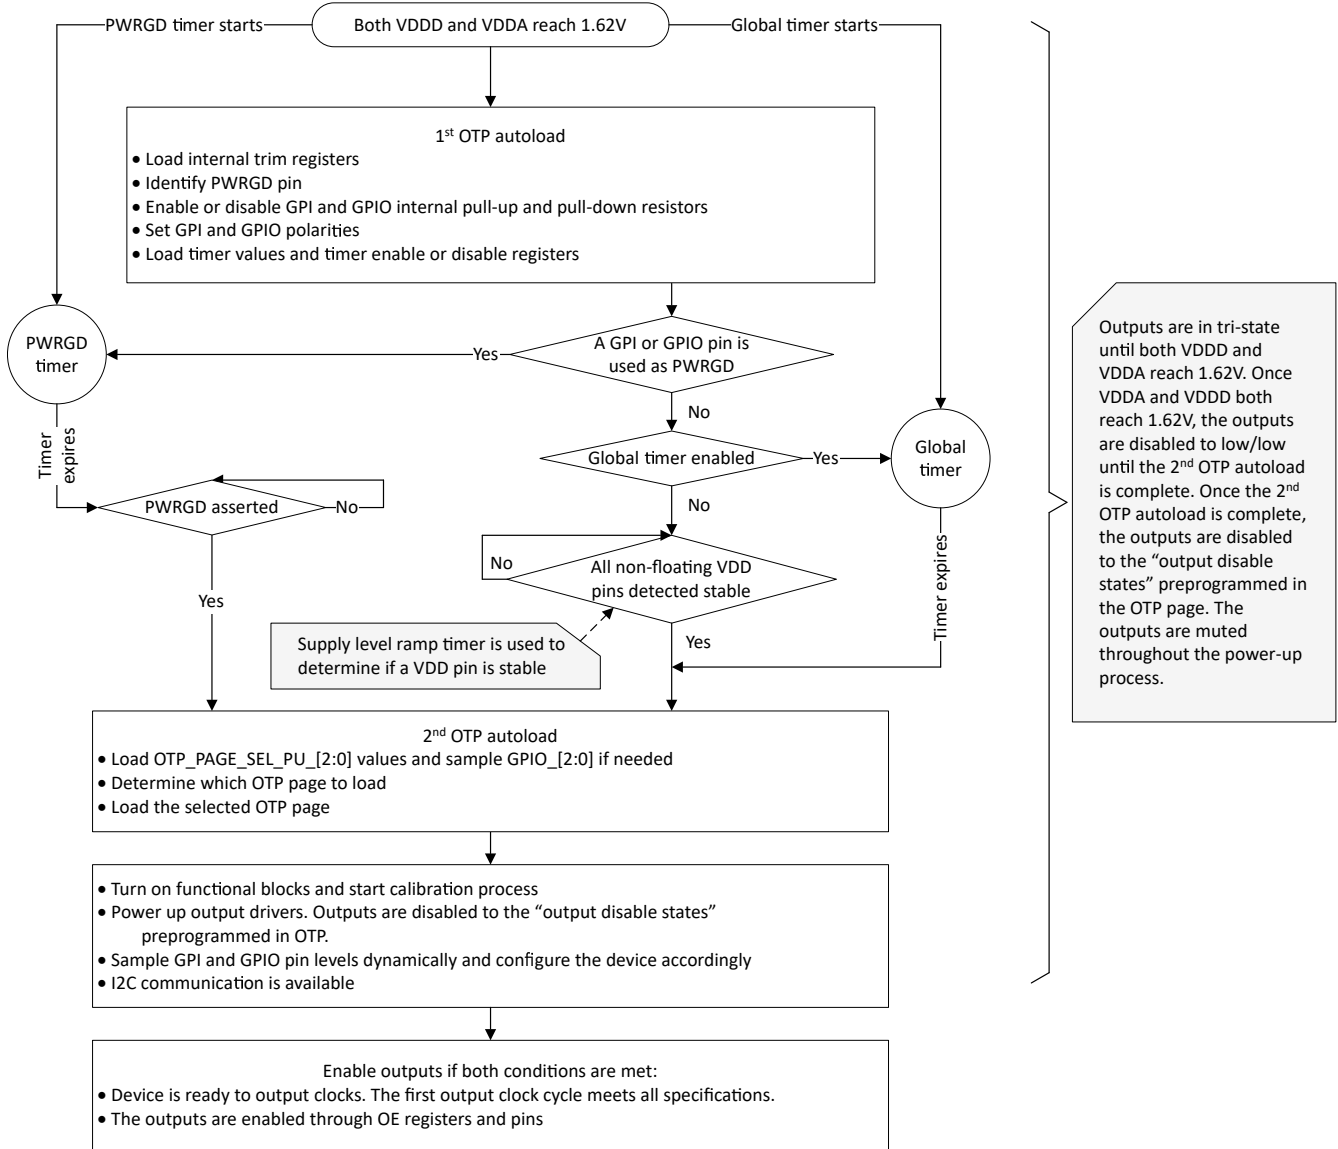 PWRGD timer starts
Both VDDD and VDDA reach 1.62V
Global timer starts
1st OTP autoload
• Load internal trim registers
• Identify PWRGD pin
• Enable or disable GPI and GPIO internal pull-up and pull-down resistors
• Set GPI and GPIO polarities
• Load timer values and timer enable or disable registers
PWRGD
timer
Yes
A GPI or GPIO pin is
used as PWRGD
No
Global timer enabled
Yes
Global
timer
Timer
expires
PWRGD asserted
No
No
No
All non-floating VDD
pins detected stable
Timer expires
Yes
Yes
Supply level ramp timer is used to
determine if a VDD pin is stable
2nd OTP autoload
• Load OTP_PAGE_SEL_PU_[2:0] values and sample GPIO_[2:0] if needed
• Determine which OTP page to load
• Load the selected OTP page
• Turn on functional blocks and start calibration process
• Power up output drivers. Outputs are disabled to the “output disable states”
preprogrammed in OTP.
• Sample GPI and GPIO pin levels dynamically and configure the device accordingly
• I2C communication is available
Enable outputs if both conditions are met:
• Device is ready to output clocks. The first output clock cycle meets all specifications.
• The outputs are enabled through OE registers and pins
Outputs are in tri-state
until both VDDD and
VDDA reach 1.62V. Once
VDDA and VDDD both
reach 1.62V, the outputs
are disabled to low/low
until the 2nd OTP autoload
is complete. Once the 2nd
OTP autoload is complete,
the outputs are disabled
to the “output disable
states” preprogrammed in
the OTP page. The
outputs are muted
throughout the power-up
process.